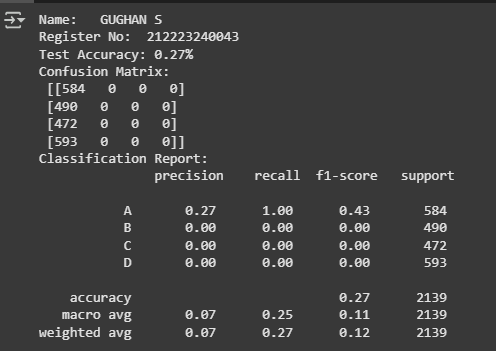 Name: GUGHAN S
Register No: 212223240043
Test Accuracy: 0.27%
Confusion Matrix:
[[584 0 0 0]
[490 0 0 0]
[472 0 0 0]
[593 0 0 0]]
Classification Report:
precision recall f1-score support
A 0.27 1.00 0.43 584
B 0.00 0.00 0.00 490
C 0.00 0.00 0.00 472
D 0.00 0.00 0.00 593
accuracy 0.27 2139
macro avg 0.07 0.25 0.11 2139
weighted avg 0.07 0.27 0.12 2139